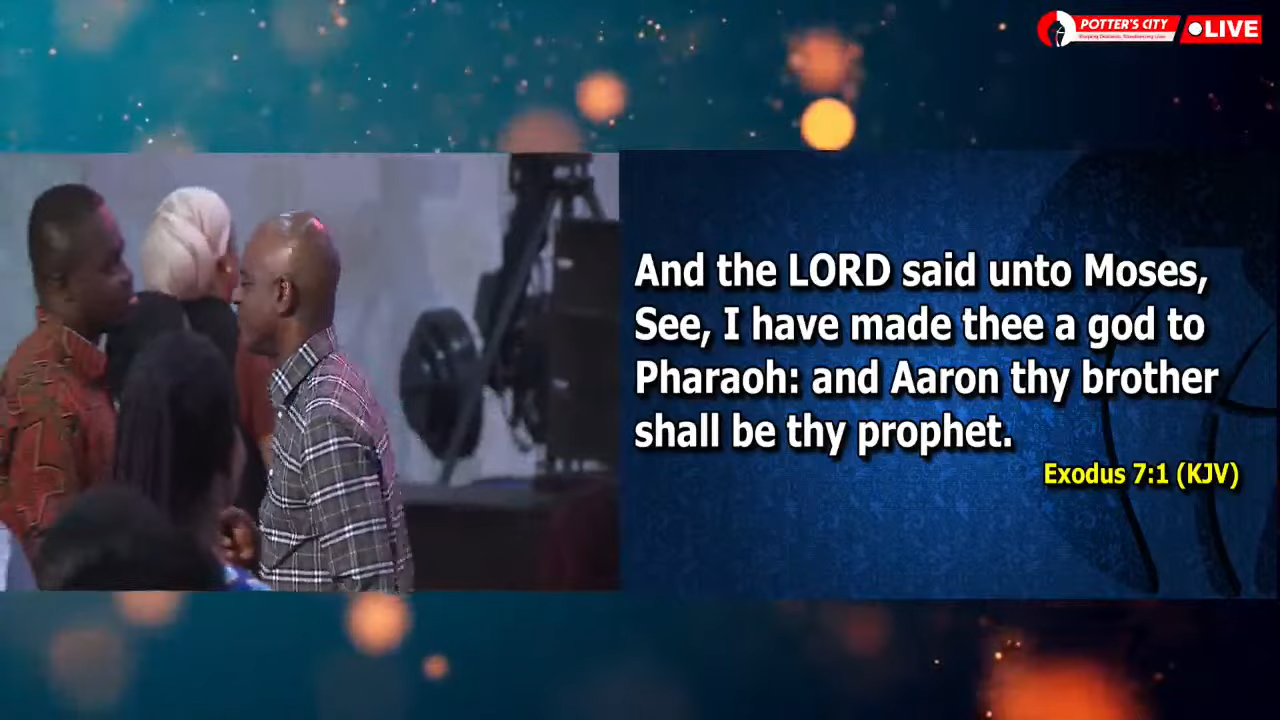 POTTER'S CITY
LIVE
And the LORD said unto Moses,
See, I have made thee a god to
Pharaoh: and Aaron thy brother
shall be thy prophet.
Exodus 7:1 (KJV)